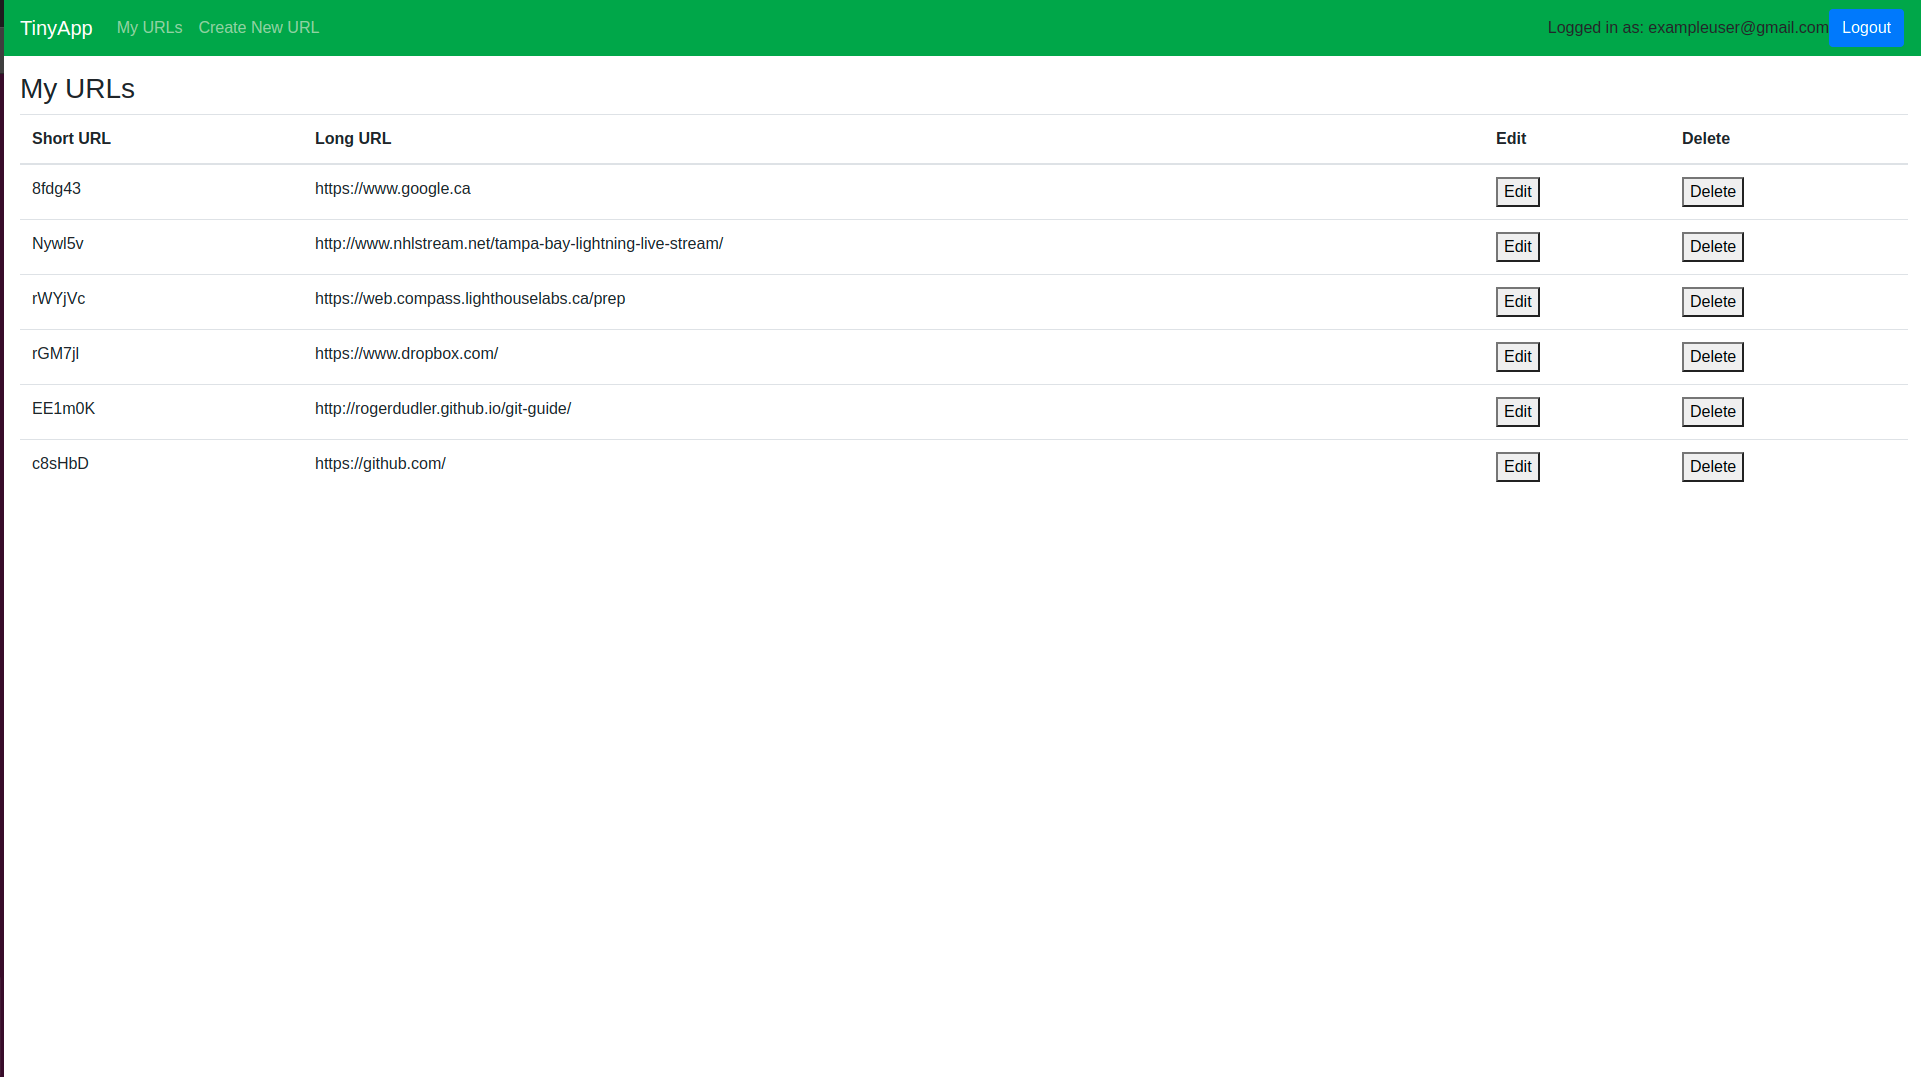 TinyApp My URLs Create New URL Logged in as: exampleuser@gmail.com Logout
My URLs
Short URL Long URL Edit Delete
8fdg43 https://www.google.ca Edit Delete
Nywl5v http://www.nhlstream.net/tampa-bay-lightning-live-stream/ Edit Delete
rWYjVc https://web.compass.lighthouselabs.ca/prep Edit Delete
rGM7jl https://www.dropbox.com/ Edit Delete
EE1m0K http://rogerdudler.github.io/git-guide/ Edit Delete
c8sHbD https://github.com/ Edit Delete